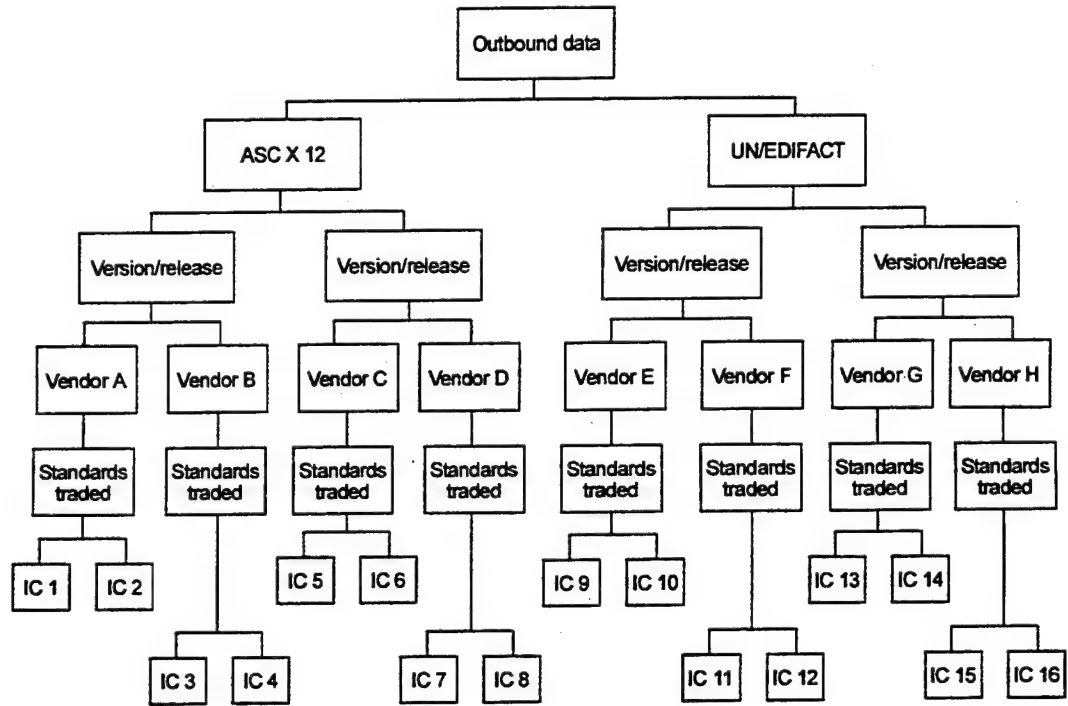 Outbound data
ASC X 12
UN/EDIFACT
Version/release
Version/release
Version/release
Version/release
Vendor A
Vendor B
Vendor C
Vendor D
Vendor E
Vendor F
Vendor G
Vendor H
Standards
traded
Standards
traded
Standards
traded
Standards
traded
Standards
traded
Standards
traded
Standards
traded
Standards
traded
IC 1
IC 2
IC 5
IC 6
IC 9
IC 10
IC 13
IC 14
IC 3
IC 4
IC 7
IC 8
IC 11
IC 12
IC 15
IC 16